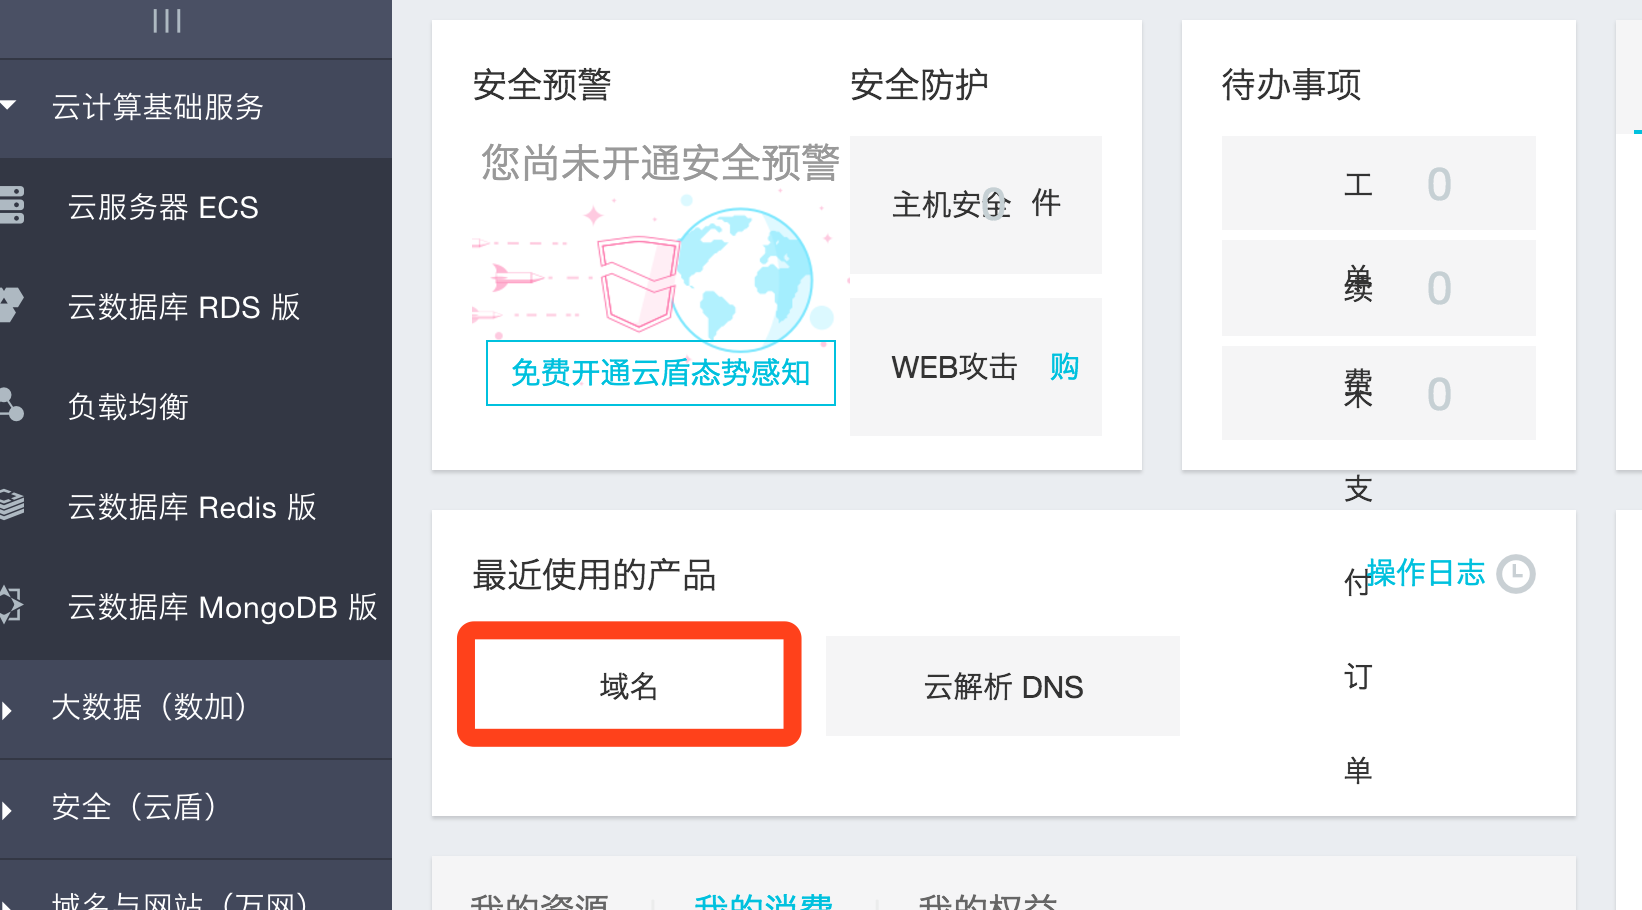 云计算基础服务
云服务器 ECS
云数据库 RDS 版
负载均衡
云数据库 Redis 版
云数据库 MongoDB 版
大数据（数加）
安全（云盾）
域名与网站（万网）
安全预警
您尚未开通安全预警
免费开通云盾态势感知
安全防护
主机安全 0 件
WEB攻击 购
待办事项
工 0
单
续 0
费
未 0
支
付
订
单
最近使用的产品
操作日志
域名
云解析 DNS
我的资源
我的消费
我的权益